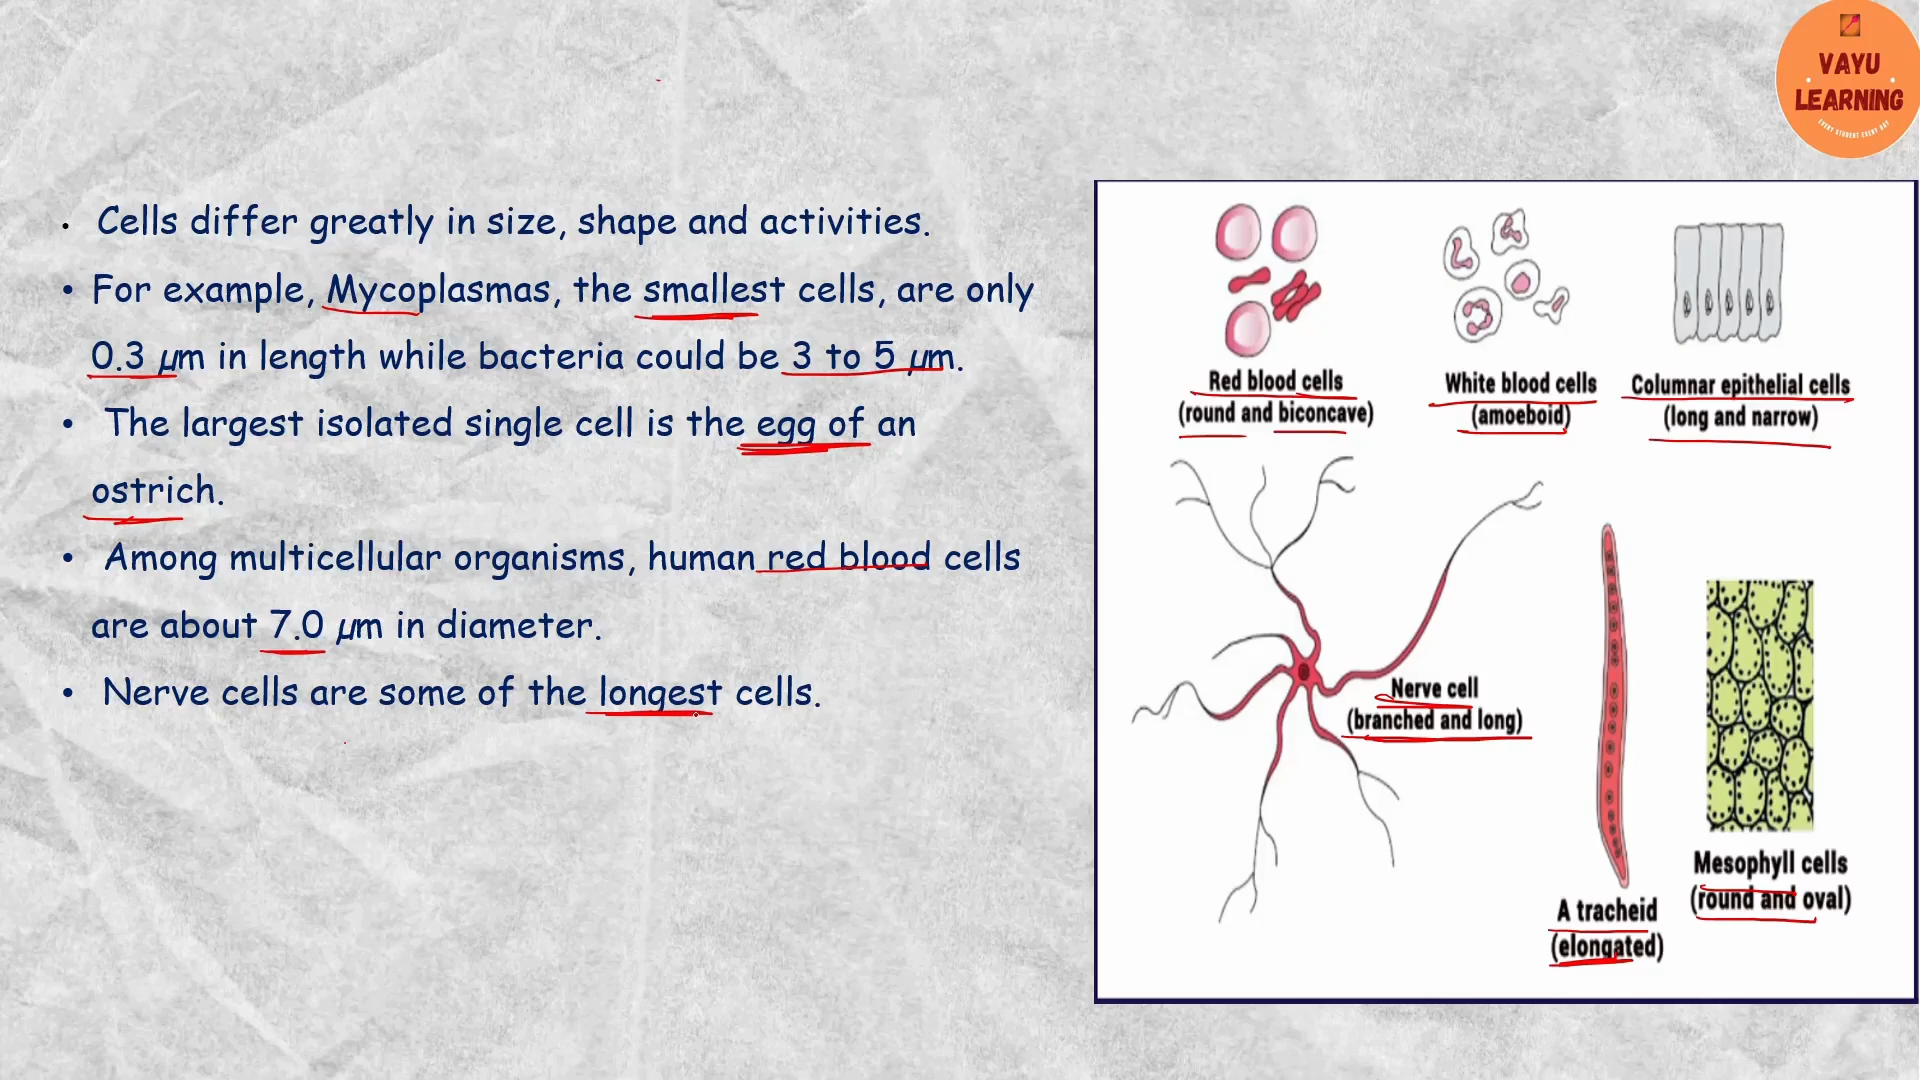 VAYU
LEARNING
EVERY STUDENT EVERY DAY
• Cells differ greatly in size, shape and activities.
• For example, Mycoplasmas, the smallest cells, are only
0.3 µm in length while bacteria could be 3 to 5 µm.
• The largest isolated single cell is the egg of an
ostrich.
• Among multicellular organisms, human red blood cells
are about 7.0 µm in diameter.
• Nerve cells are some of the longest cells.
Red blood cells
(round and biconcave)
White blood cells
(amoeboid)
Columnar epithelial cells
(long and narrow)
Nerve cell
(branched and long)
A tracheid
(elongated)
Mesophyll cells
(round and oval)